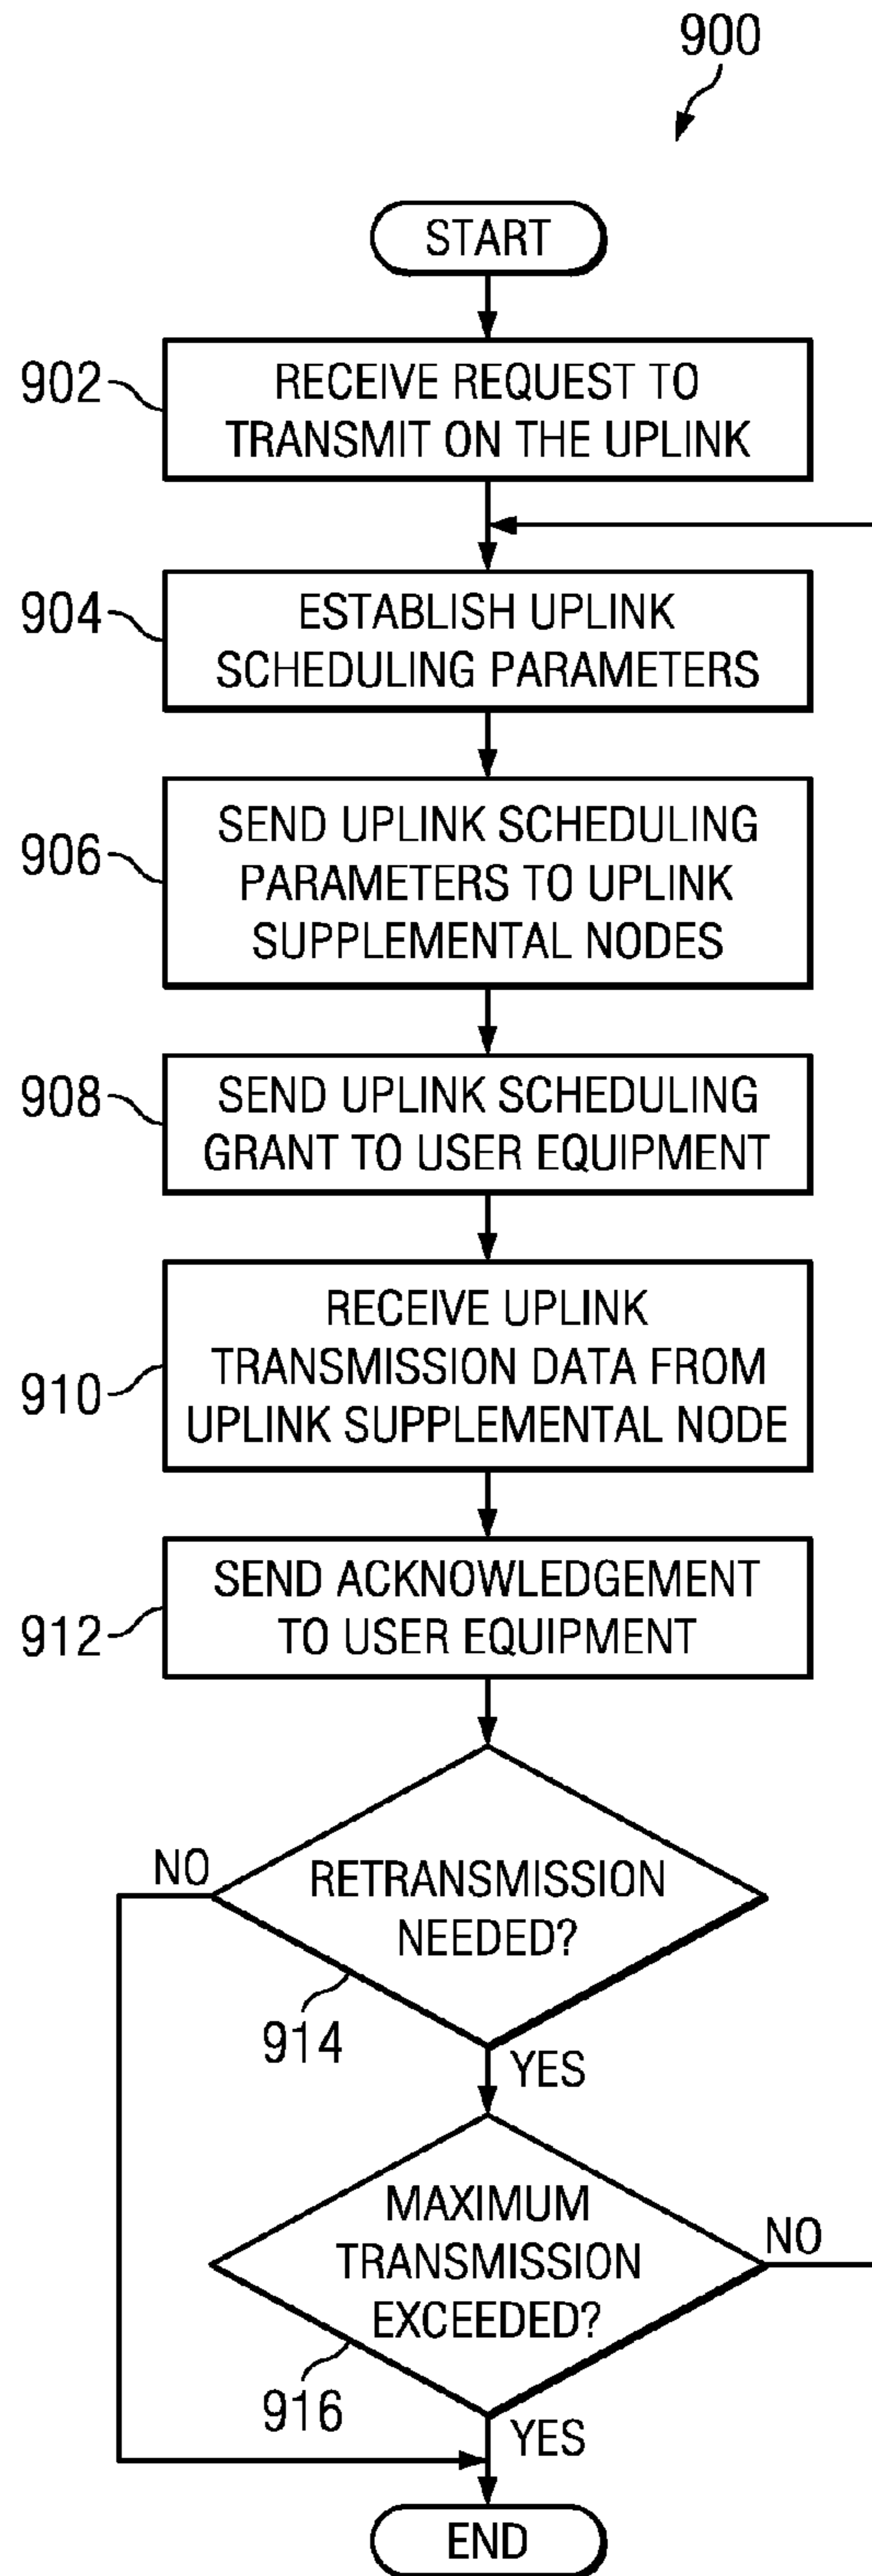 900
START
902
RECEIVE REQUEST TO
TRANSMIT ON THE UPLINK
904
ESTABLISH UPLINK
SCHEDULING PARAMETERS
906
SEND UPLINK SCHEDULING
PARAMETERS TO UPLINK
SUPPLEMENTAL NODES
908
SEND UPLINK SCHEDULING
GRANT TO USER EQUIPMENT
910
RECEIVE UPLINK
TRANSMISSION DATA FROM
UPLINK SUPPLEMENTAL NODE
912
SEND ACKNOWLEDGEMENT
TO USER EQUIPMENT
NO
RETRANSMISSION
NEEDED?
914
YES
MAXIMUM
TRANSMISSION
EXCEEDED?
NO
916
YES
END